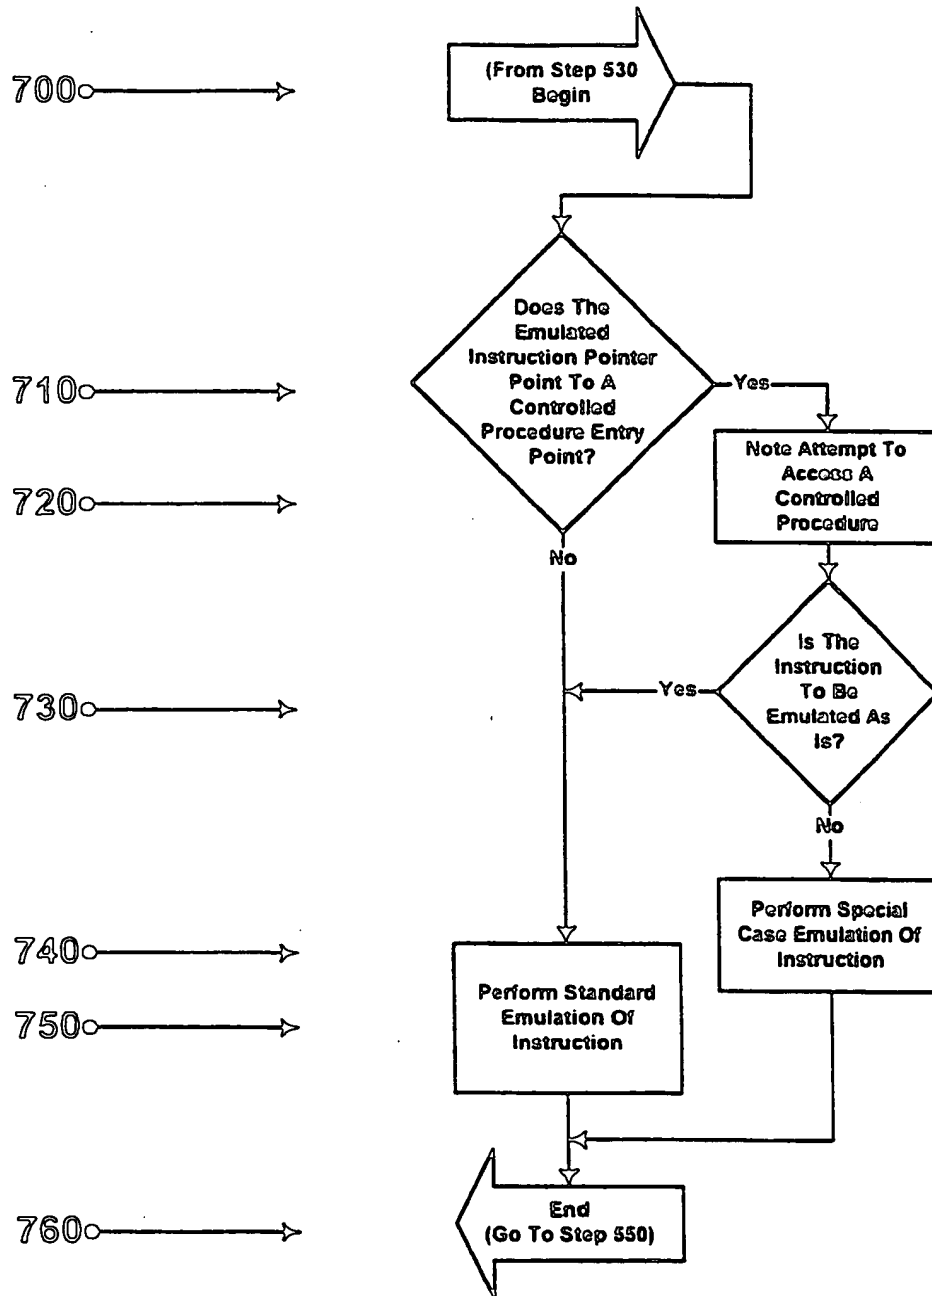 700
(From Step 530
Begin
Does The
Emulated
Instruction Pointer
Point To A
Controlled
Procedure Entry
Point?
710
Yes
Note Attempt To
Access A
Controlled
Procedure
720
No
Is The
Instruction
To Be
Emulated As
Is?
730
Yes
No
Perform Special
Case Emulation Of
Instruction
740
Perform Standard
Emulation Of
Instruction
750
End
(Go To Step 550)
760